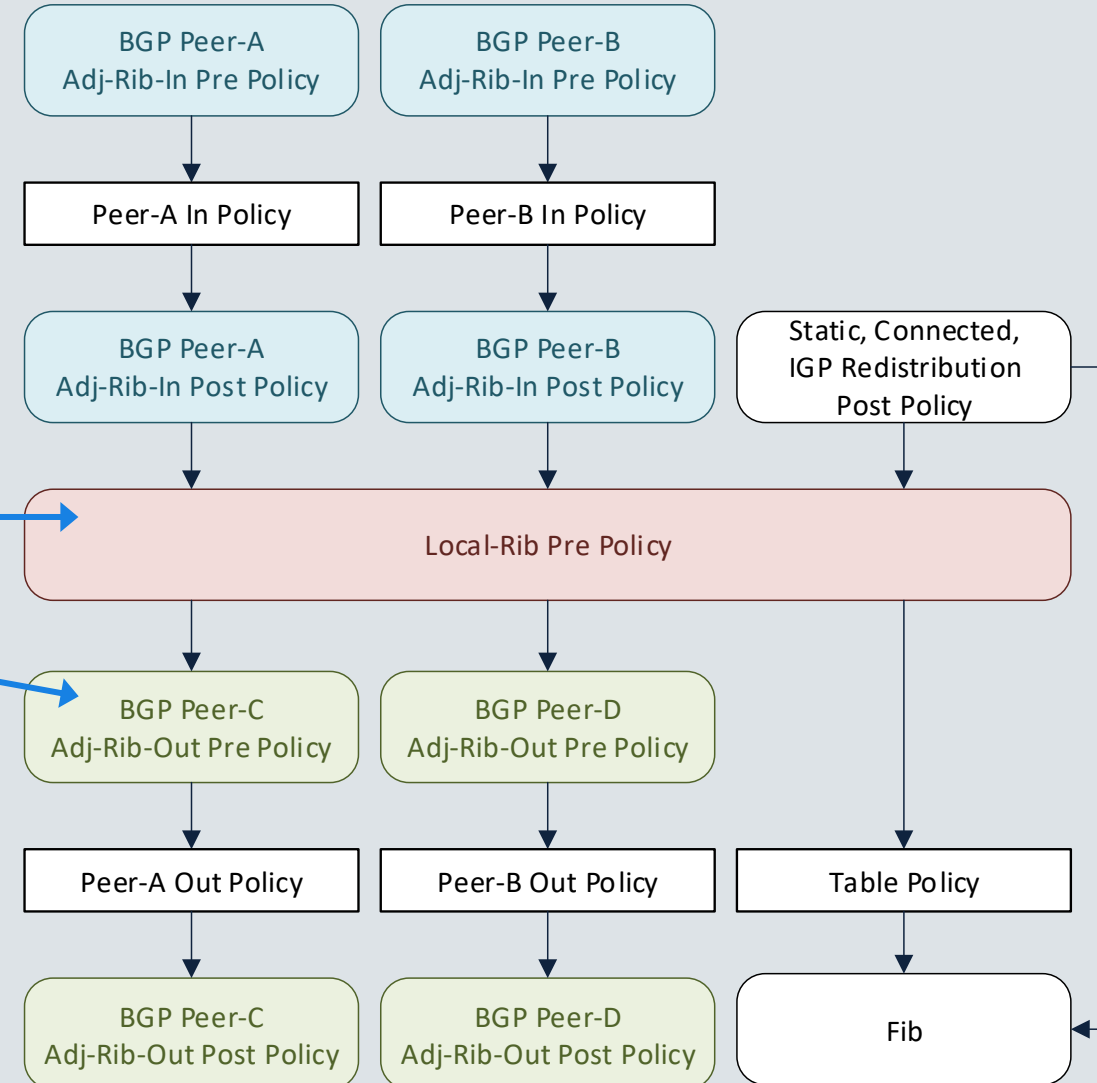 BGP Peer-A
Adj-Rib-In Pre Policy
BGP Peer-B
Adj-Rib-In Pre Policy
Peer-A In Policy
Peer-B In Policy
BGP Peer-A
Adj-Rib-In Post Policy
BGP Peer-B
Adj-Rib-In Post Policy
Static, Connected,
IGP Redistribution
Post Policy
Local-Rib Pre Policy
BGP Peer-C
Adj-Rib-Out Pre Policy
BGP Peer-D
Adj-Rib-Out Pre Policy
Peer-A Out Policy
Peer-B Out Policy
Table Policy
BGP Peer-C
Adj-Rib-Out Post Policy
BGP Peer-D
Adj-Rib-Out Post Policy
Fib